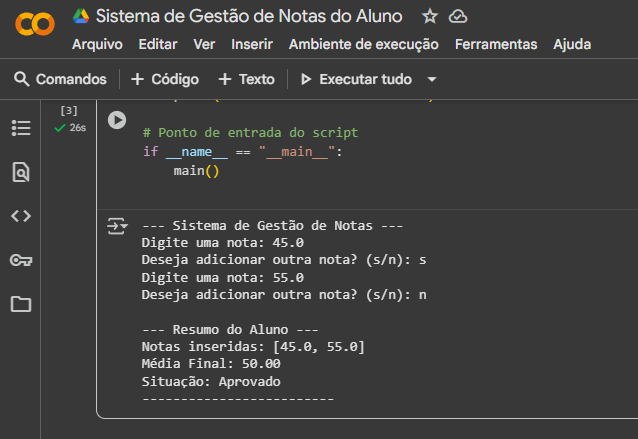 Sistema de Gestão de Notas do Aluno
Arquivo Editar Ver Inserir Ambiente de execução Ferramentas Ajuda
Comandos + Código + Texto Executar tudo
[3]
26s
# Ponto de entrada do script
if __name__ == "__main__":
    main()
--- Sistema de Gestão de Notas ---
Digite uma nota: 45.0
Deseja adicionar outra nota? (s/n): s
Digite uma nota: 55.0
Deseja adicionar outra nota? (s/n): n
--- Resumo do Aluno ---
Notas inseridas: [45.0, 55.0]
Média Final: 50.00
Situação: Aprovado
-------------------------